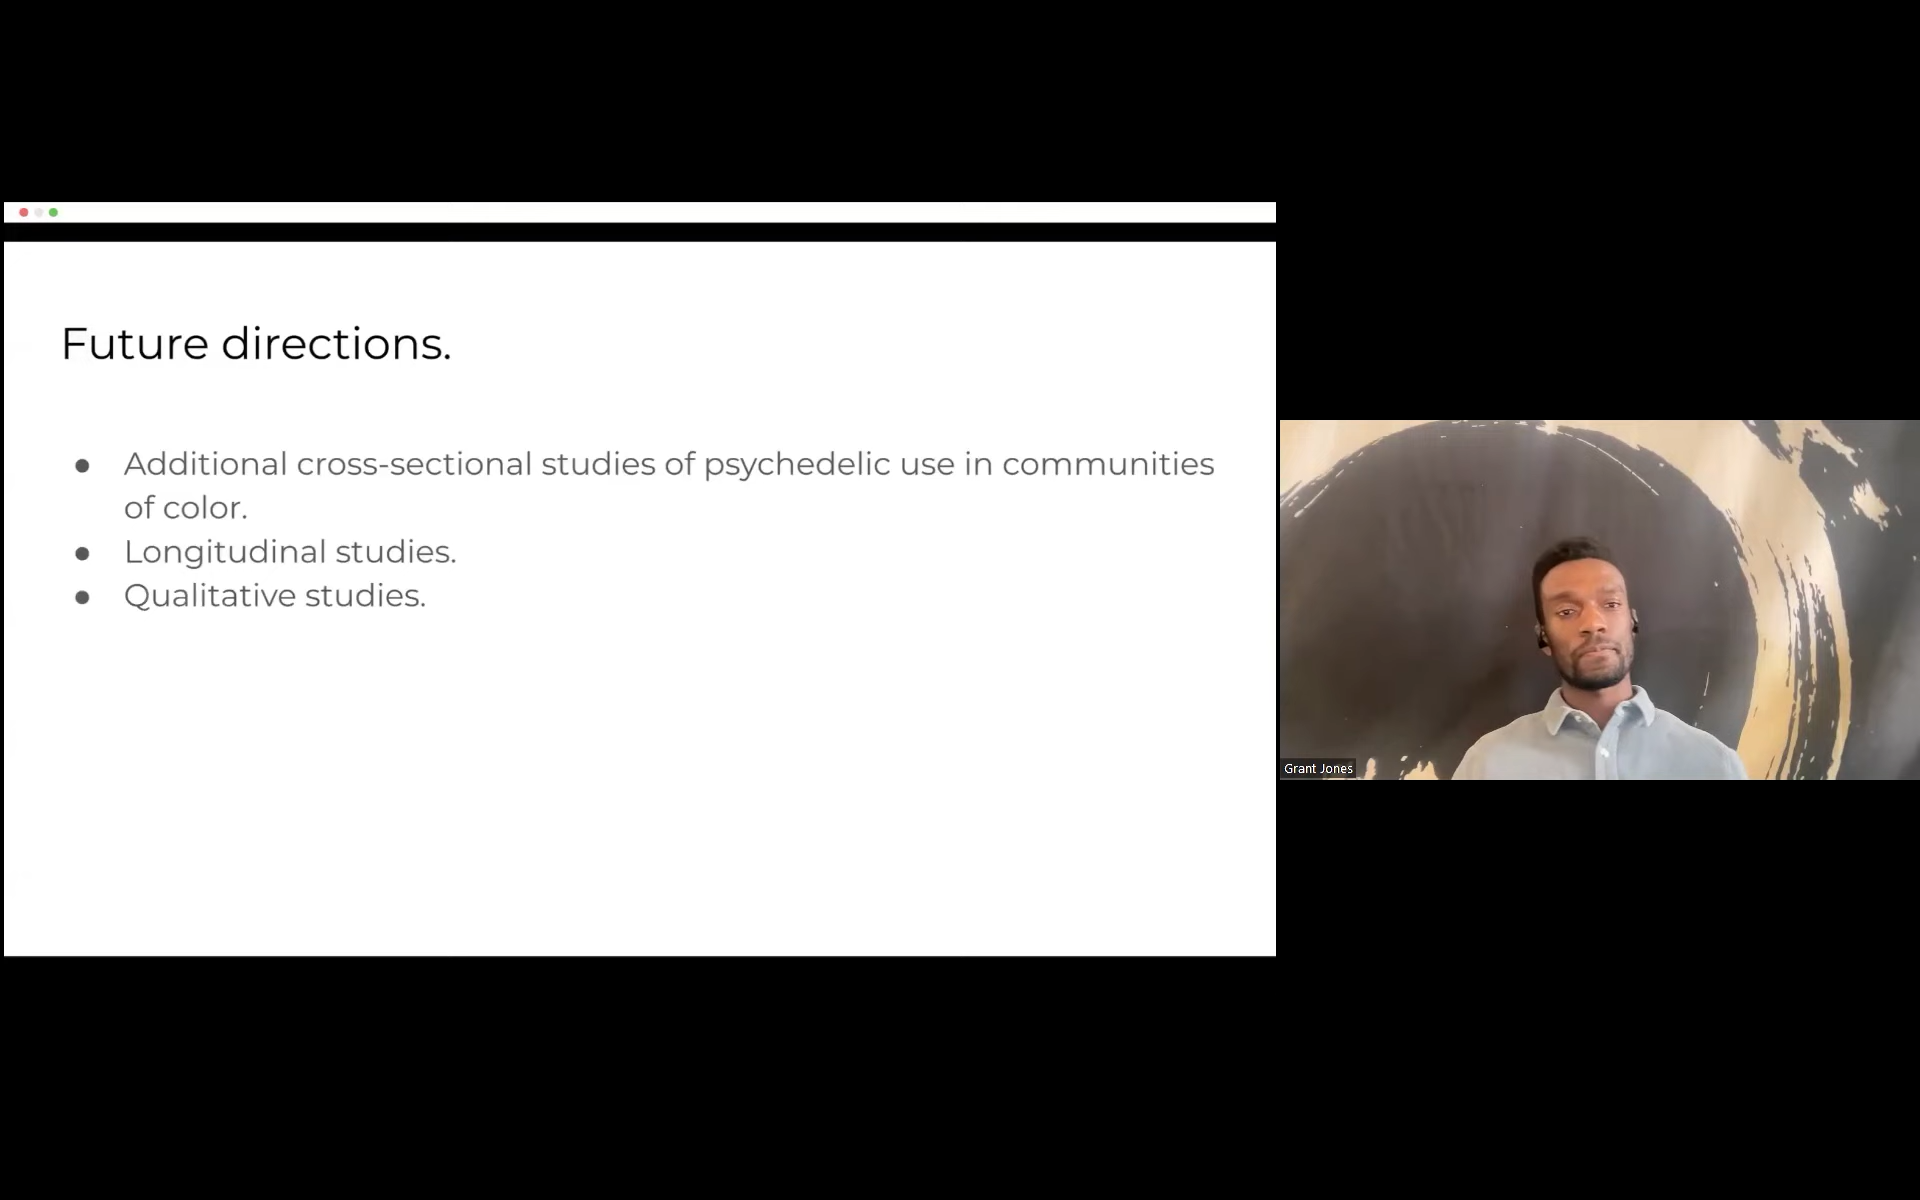 Future directions.
● Additional cross-sectional studies of psychedelic use in communities
of color.
● Longitudinal studies.
● Qualitative studies.
Grant Jones